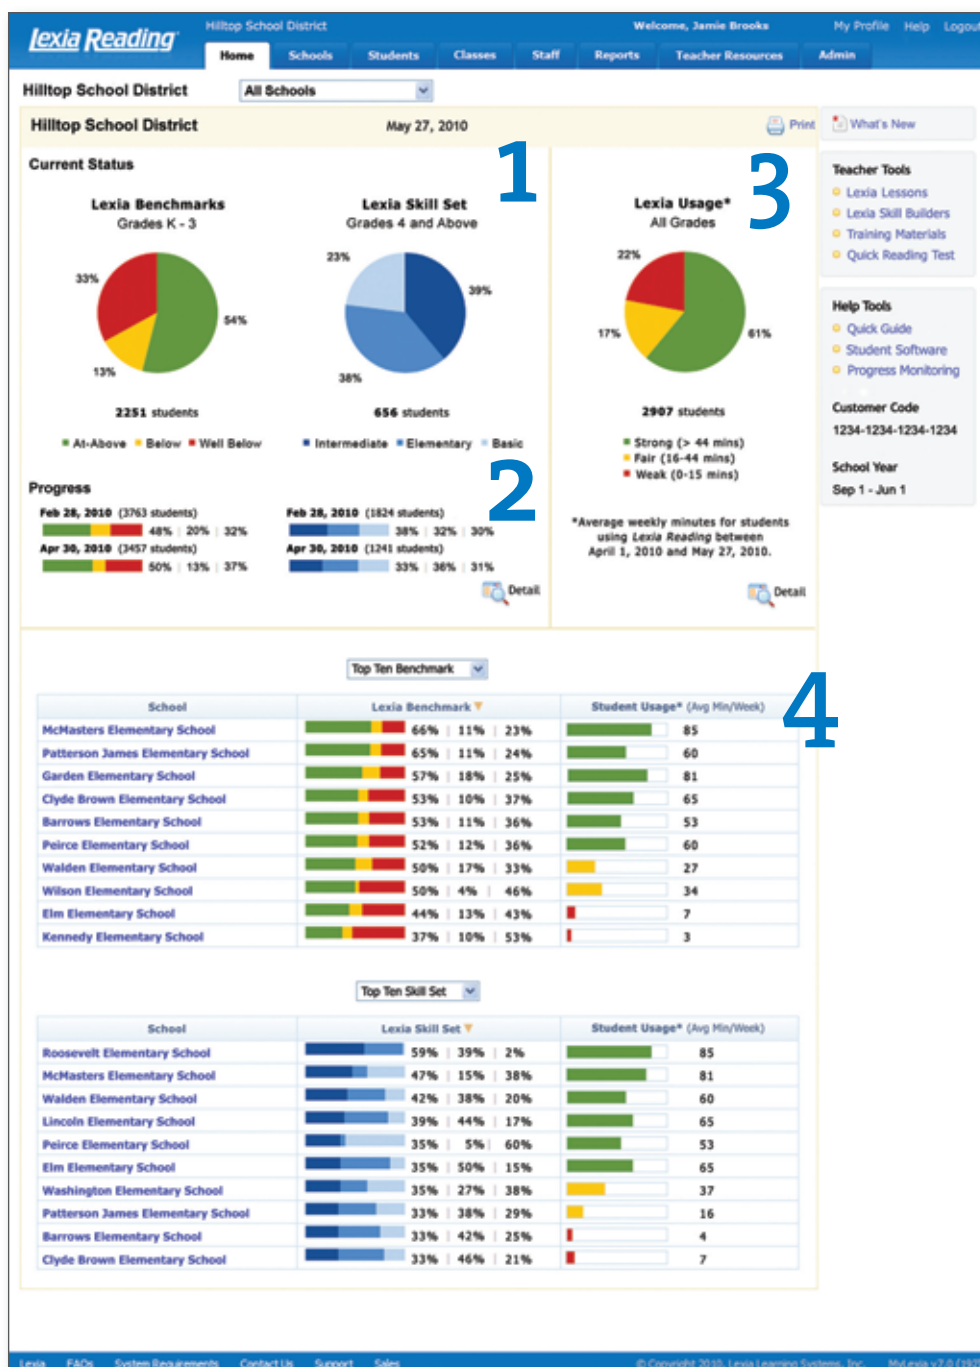 Lexia Reading
Hilltop School District
Welcome, Jamie Brooks
My Profile Help Logout
Home Schools Students Classes Staff Reports Teacher Resources Admin
Hilltop School District All Schools
Hilltop School District May 27, 2010 Print
What's New
Current Status
1
3
Lexia Benchmarks
Grades K - 3
33%
54%
13%
2251 students
At-Above Below Well Below
Lexia Skill Set
Grades 4 and Above
23%
39%
38%
656 students
Intermediate Elementary Basic
Lexia Usage*
All Grades
22%
17%
61%
2907 students
Strong (> 44 mins)
Fair (16-44 mins)
Weak (0-15 mins)
*Average weekly minutes for students
using Lexia Reading between
April 1, 2010 and May 27, 2010.
Detail
Teacher Tools
Lexia Lessons
Lexia Skill Builders
Training Materials
Quick Reading Test
Help Tools
Quick Guide
Student Software
Progress Monitoring
Customer Code
1234-1234-1234-1234
School Year
Sep 1 - Jun 1
2
Progress
Feb 28, 2010 (3763 students)
48% | 20% | 32%
Apr 30, 2010 (3457 students)
50% | 13% | 37%
Feb 28, 2010 (1824 students)
38% | 32% | 30%
Apr 30, 2010 (1241 students)
33% | 36% | 31%
Detail
Top Ten Benchmark
4
School Lexia Benchmark Student Usage* (Avg Min/Week)
McMasters Elementary School 66% | 11% | 23% 85
Patterson James Elementary School 65% | 11% | 24% 60
Garden Elementary School 57% | 18% | 25% 81
Clyde Brown Elementary School 53% | 10% | 37% 65
Barrows Elementary School 53% | 11% | 36% 53
Peirce Elementary School 52% | 12% | 36% 60
Walden Elementary School 50% | 17% | 33% 27
Wilson Elementary School 50% | 4% | 46% 34
Elm Elementary School 44% | 13% | 43% 7
Kennedy Elementary School 37% | 10% | 53% 3
Top Ten Skill Set
School Lexia Skill Set Student Usage* (Avg Min/Week)
Roosevelt Elementary School 59% | 39% | 2% 85
McMasters Elementary School 47% | 15% | 38% 81
Walden Elementary School 42% | 38% | 20% 60
Lincoln Elementary School 39% | 44% | 17% 65
Peirce Elementary School 35% | 5% | 60% 53
Elm Elementary School 35% | 50% | 15% 65
Washington Elementary School 35% | 27% | 38% 37
Patterson James Elementary School 33% | 38% | 29% 16
Barrows Elementary School 33% | 42% | 25% 4
Clyde Brown Elementary School 33% | 46% | 21% 7
Lexia FAQs System Requirements Contact Us Support Sales © Copyright 2010, Lexia Learning Systems, Inc.